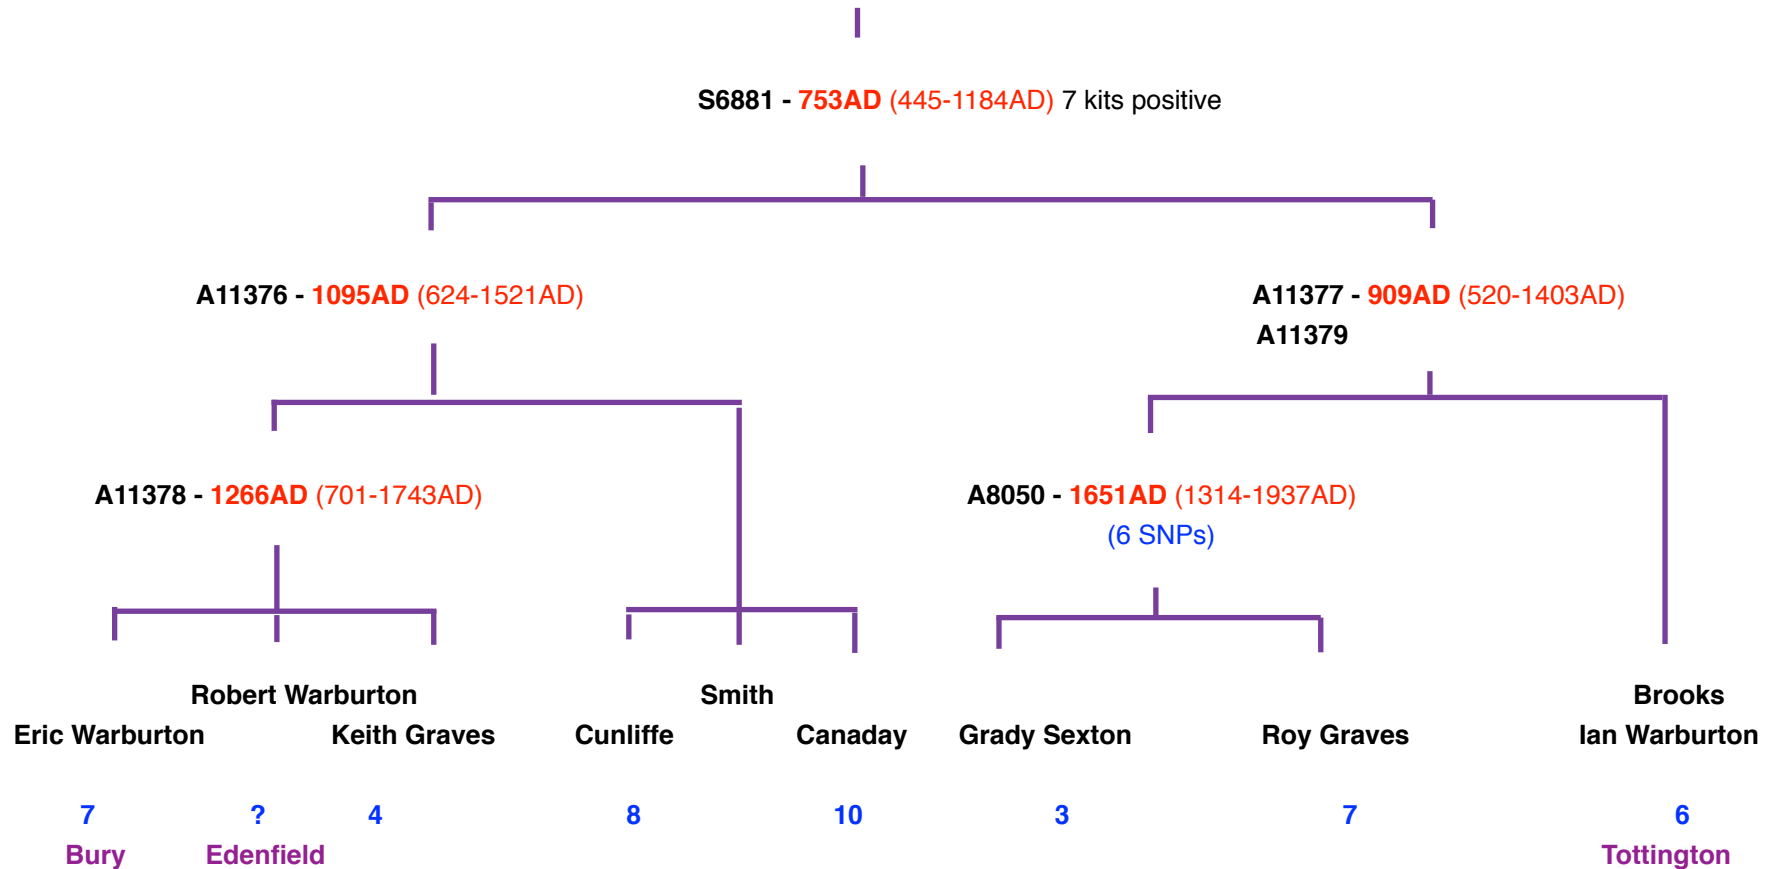 S6881 - 753AD (445-1184AD) 7 kits positive
A11376 - 1095AD (624-1521AD)
A11377 - 909AD (520-1403AD)
A11379
A11378 - 1266AD (701-1743AD)
A8050 - 1651AD (1314-1937AD)
(6 SNPs)
Robert Warburton
Smith
Brooks
Eric Warburton
Keith Graves
Cunliffe
Canaday
Grady Sexton
Roy Graves
Ian Warburton
7
?
4
8
10
3
7
6
Bury
Edenfield
Tottington